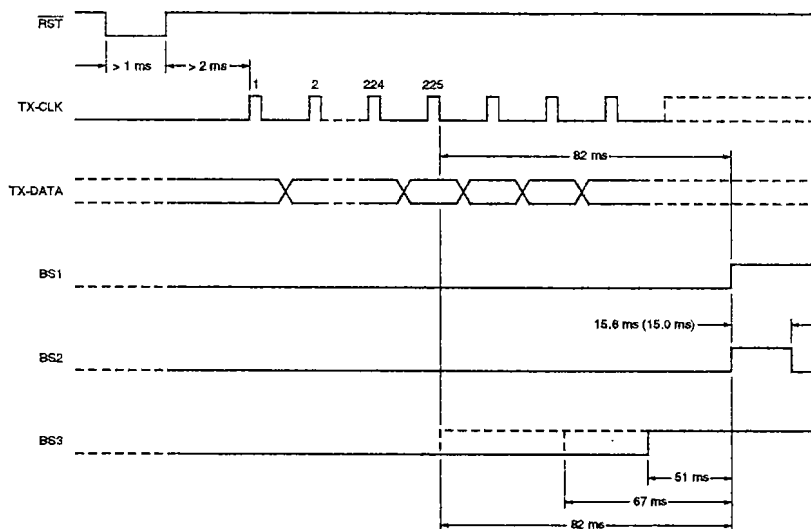 RST
> 1 ms
> 2 ms
1 2 224 225
TX-CLK
82 ms
TX-DATA
BS1
15.6 ms (15.0 ms)
BS2
BS3
51 ms
67 ms
82 ms